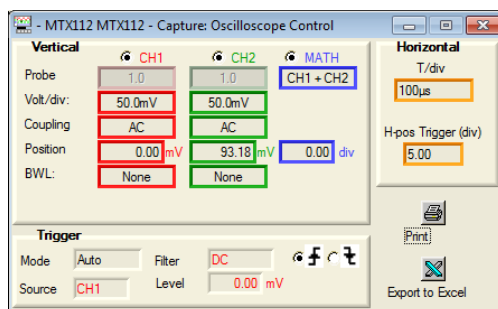 - MTX112 MTX112 - Capture: Oscilloscope Control
Vertical
CH1 CH2 MATH
Probe 1.0 1.0 CH1 + CH2
Volt/div: 50.0mV 50.0mV
Coupling AC AC
Position 0.00 mV 93.18 mV 0.00 div
BWL: None None
Horizontal
T/div
100µs
H-pos Trigger (div)
5.00
Trigger
Mode Auto Filter DC
Source CH1 Level 0.00 mV
Print
Export to Excel